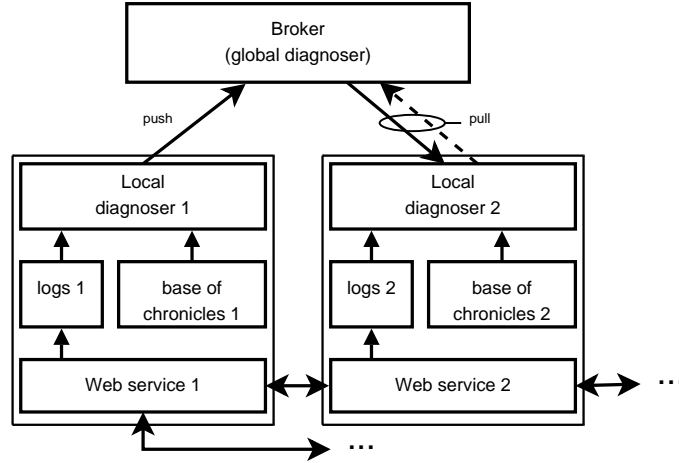 Broker
(global diagnoser)
push
pull
Local
diagnoser 1
Local
diagnoser 2
logs 1
base of
chronicles 1
logs 2
base of
chronicles 2
Web service 1
Web service 2
...
...